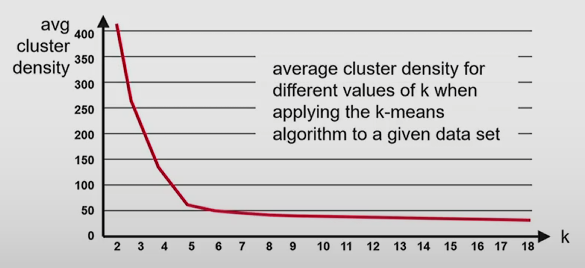 avg
cluster
density
400
350
300
250
200
150
100
50
0
average cluster density for
different values of k when
applying the k-means
algorithm to a given data set
2 3 4 5 6 7 8 9 10 11 12 13 14 15 16 17 18 k